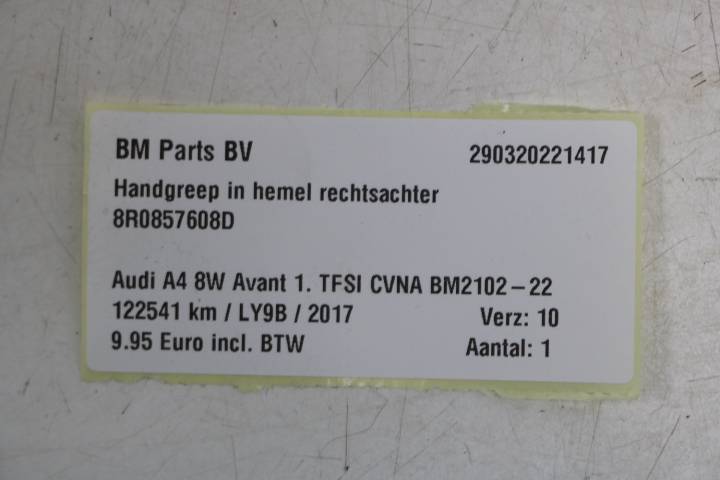 BM Parts BV 290320221417
Handgreep in hemel rechtsachter
8R0857608D
Audi A4 8W Avant 1. TFSI CVNA BM2102-22
122541 km / LY9B / 2017 Verz: 10
9.95 Euro incl. BTW Aantal: 1